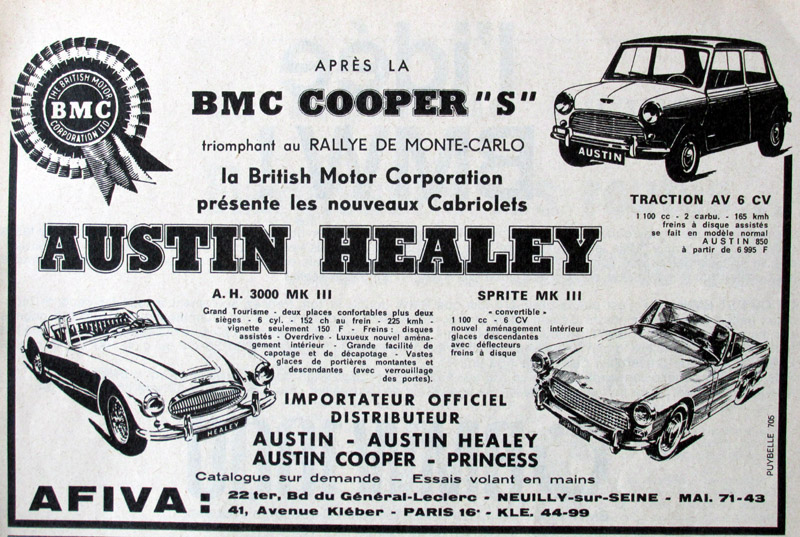 THE BRITISH MOTOR
BMC
CORPORATION LTD
APRÈS LA
BMC COOPER "S"
triomphant au RALLYE DE MONTE-CARLO
la British Motor Corporation
présente les nouveaux Cabriolets
AUSTIN HEALEY
AUSTIN
TRACTION AV 6 CV
1 100 cc - 2 carbu. - 165 kmh
freins à disque assistés
se fait en modèle normal
AUSTIN 850
à partir de 6 995 F
A. H. 3000 MK III
Grand Tourisme - deux places confortables plus deux
sièges - 6 cyl. - 152 ch au frein - 225 kmh -
vignette seulement 150 F - Freins : disques
assistés - Overdrive - Luxueux nouvel aména-
gement intérieur - Grande facilité de
capotage et de décapotage - Vastes
glaces de portières montantes et
descendantes (avec verrouillage
des portes).
HEALEY
SPRITE MK III
« convertible »
1 100 cc - 6 CV
nouvel aménagement intérieur
glaces descendantes
avec déflecteurs
freins à disque
IMPORTATEUR OFFICIEL
DISTRIBUTEUR
AUSTIN - AUSTIN HEALEY
AUSTIN COOPER - PRINCESS
Catalogue sur demande - Essais volant en mains
AFIVA :
22 ter, Bd du Général-Leclerc - NEUILLY-sur-SEINE - MAI. 71-43
41, Avenue Kléber - PARIS 16e - KLE. 44-99
PUYBELLE 705